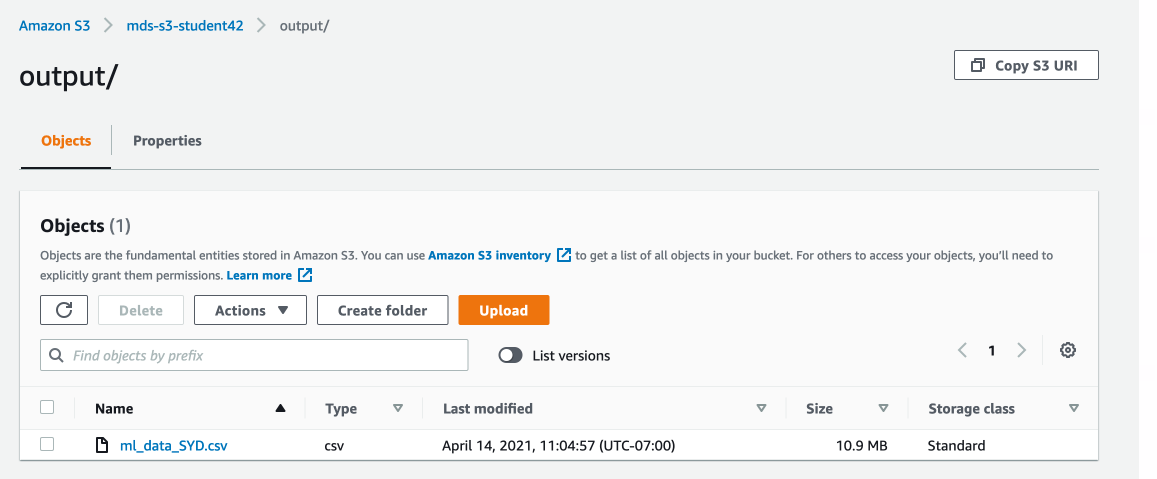 Amazon S3 > mds-s3-student42 > output/
output/
Copy S3 URI
Objects Properties
Objects (1)
Objects are the fundamental entities stored in Amazon S3. You can use Amazon S3 inventory to get a list of all objects in your bucket. For others to access your objects, you'll need to
explicitly grant them permissions. Learn more
Delete Actions Create folder Upload
Find objects by prefix List versions 1
Name Type Last modified Size Storage class
ml_data_SYD.csv csv April 14, 2021, 11:04:57 (UTC-07:00) 10.9 MB Standard